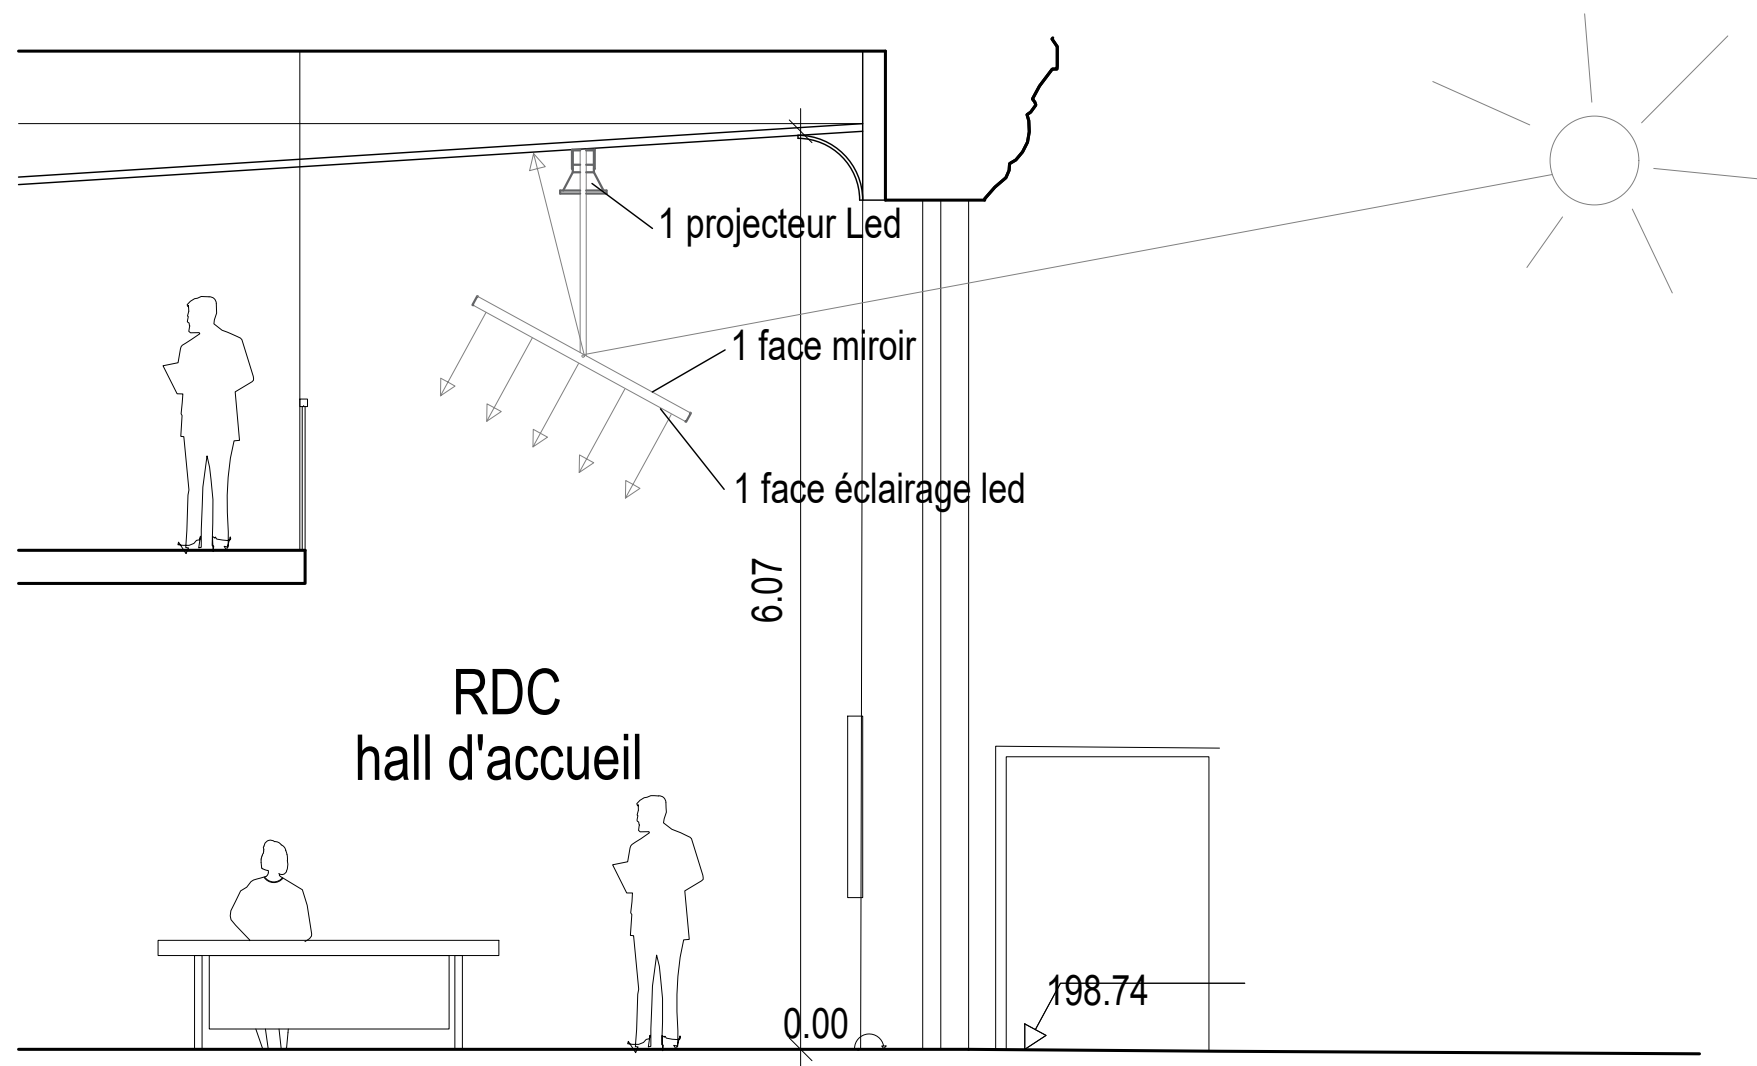 1 projecteur Led
1 face miroir
1 face éclairage led
6.07
RDC
hall d'accueil
198.74
0.00